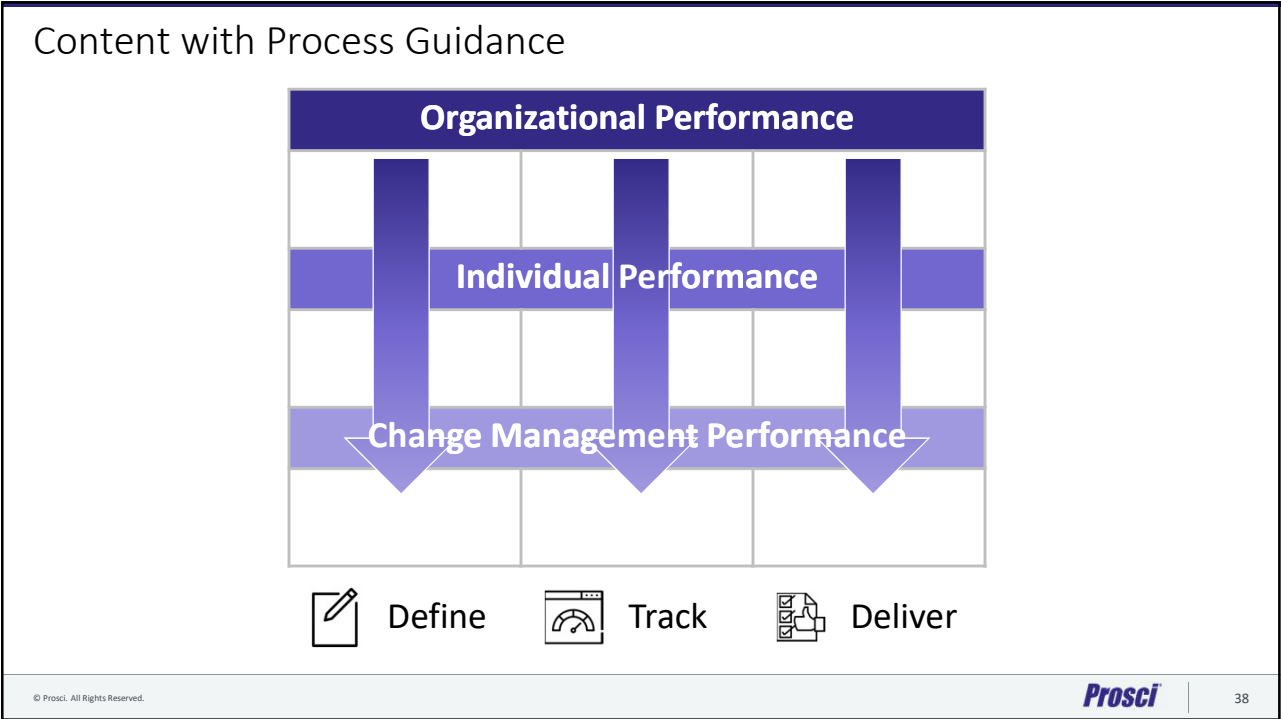 Content with Process Guidance
Organizational Performance
Individual Performance
Change Management Performance
Define
Track
Deliver
© Prosci. All Rights Reserved.
Prosci
38